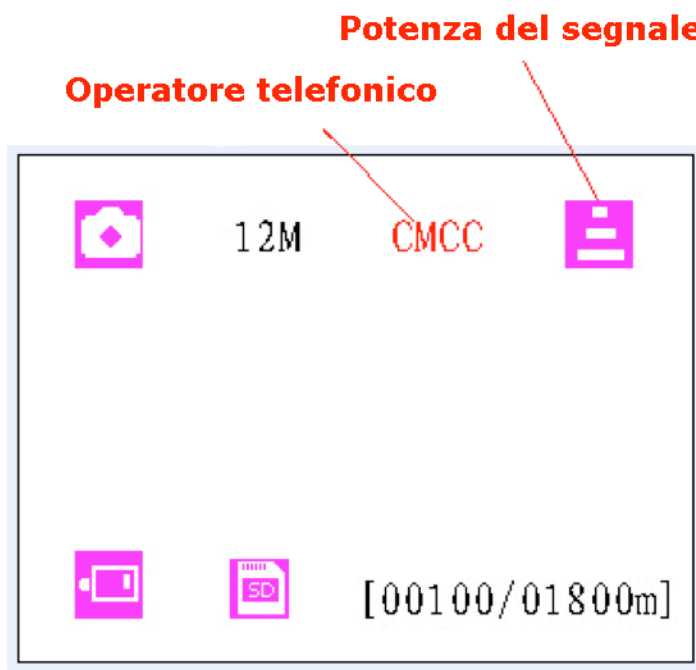 Potenza del segnale
Operatore telefonico
12M CMCC
SD [00100/01800m]